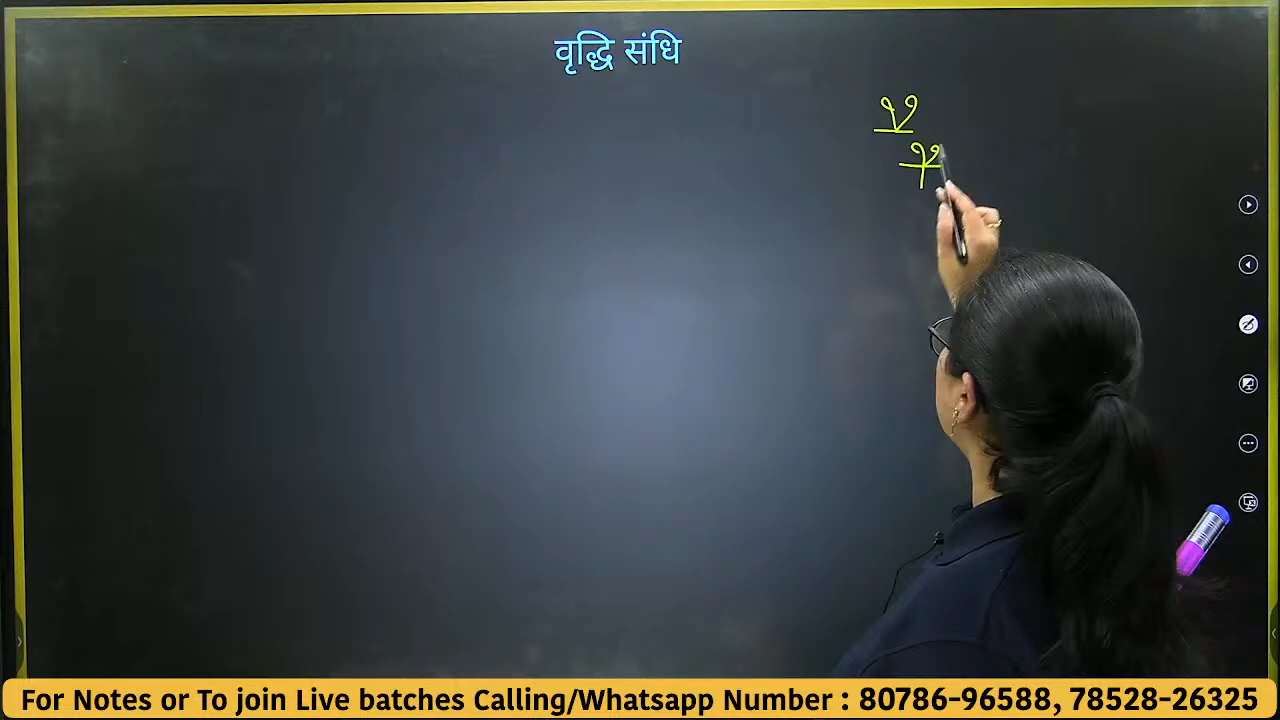 वृद्धि संधि
For Notes or To join Live batches Calling/Whatsapp Number : 80786-96588, 78528-26325